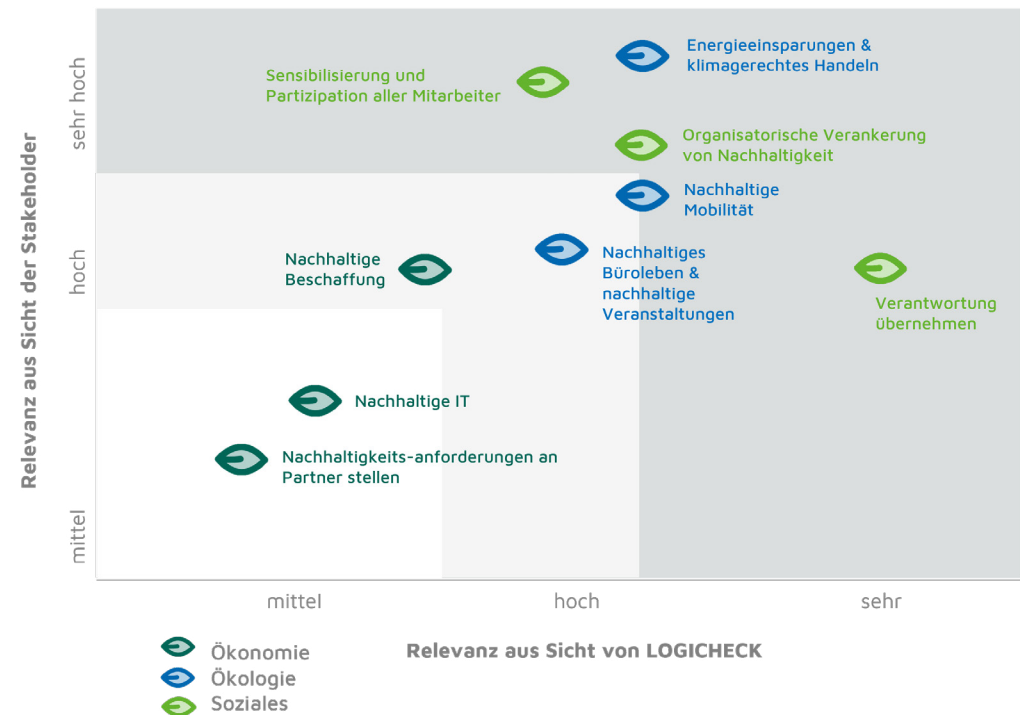 Energieeinsparungen &
klimagerechtes Handeln
Sensibilisierung und
Partizipation aller Mitarbeiter
Organisatorische Verankerung
von Nachhaltigkeit
Nachhaltige
Mobilität
Nachhaltige
Beschaffung
Nachhaltiges
Büroleben &
nachhaltige
Veranstaltungen
Verantwortung
übernehmen
Nachhaltige IT
Nachhaltigkeits-anforderungen an
Partner stellen
Relevanz aus Sicht der Stakeholder
sehr hoch
hoch
mittel
mittel
hoch
sehr
Relevanz aus Sicht von LOGICHECK
Ökonomie
Ökologie
Soziales